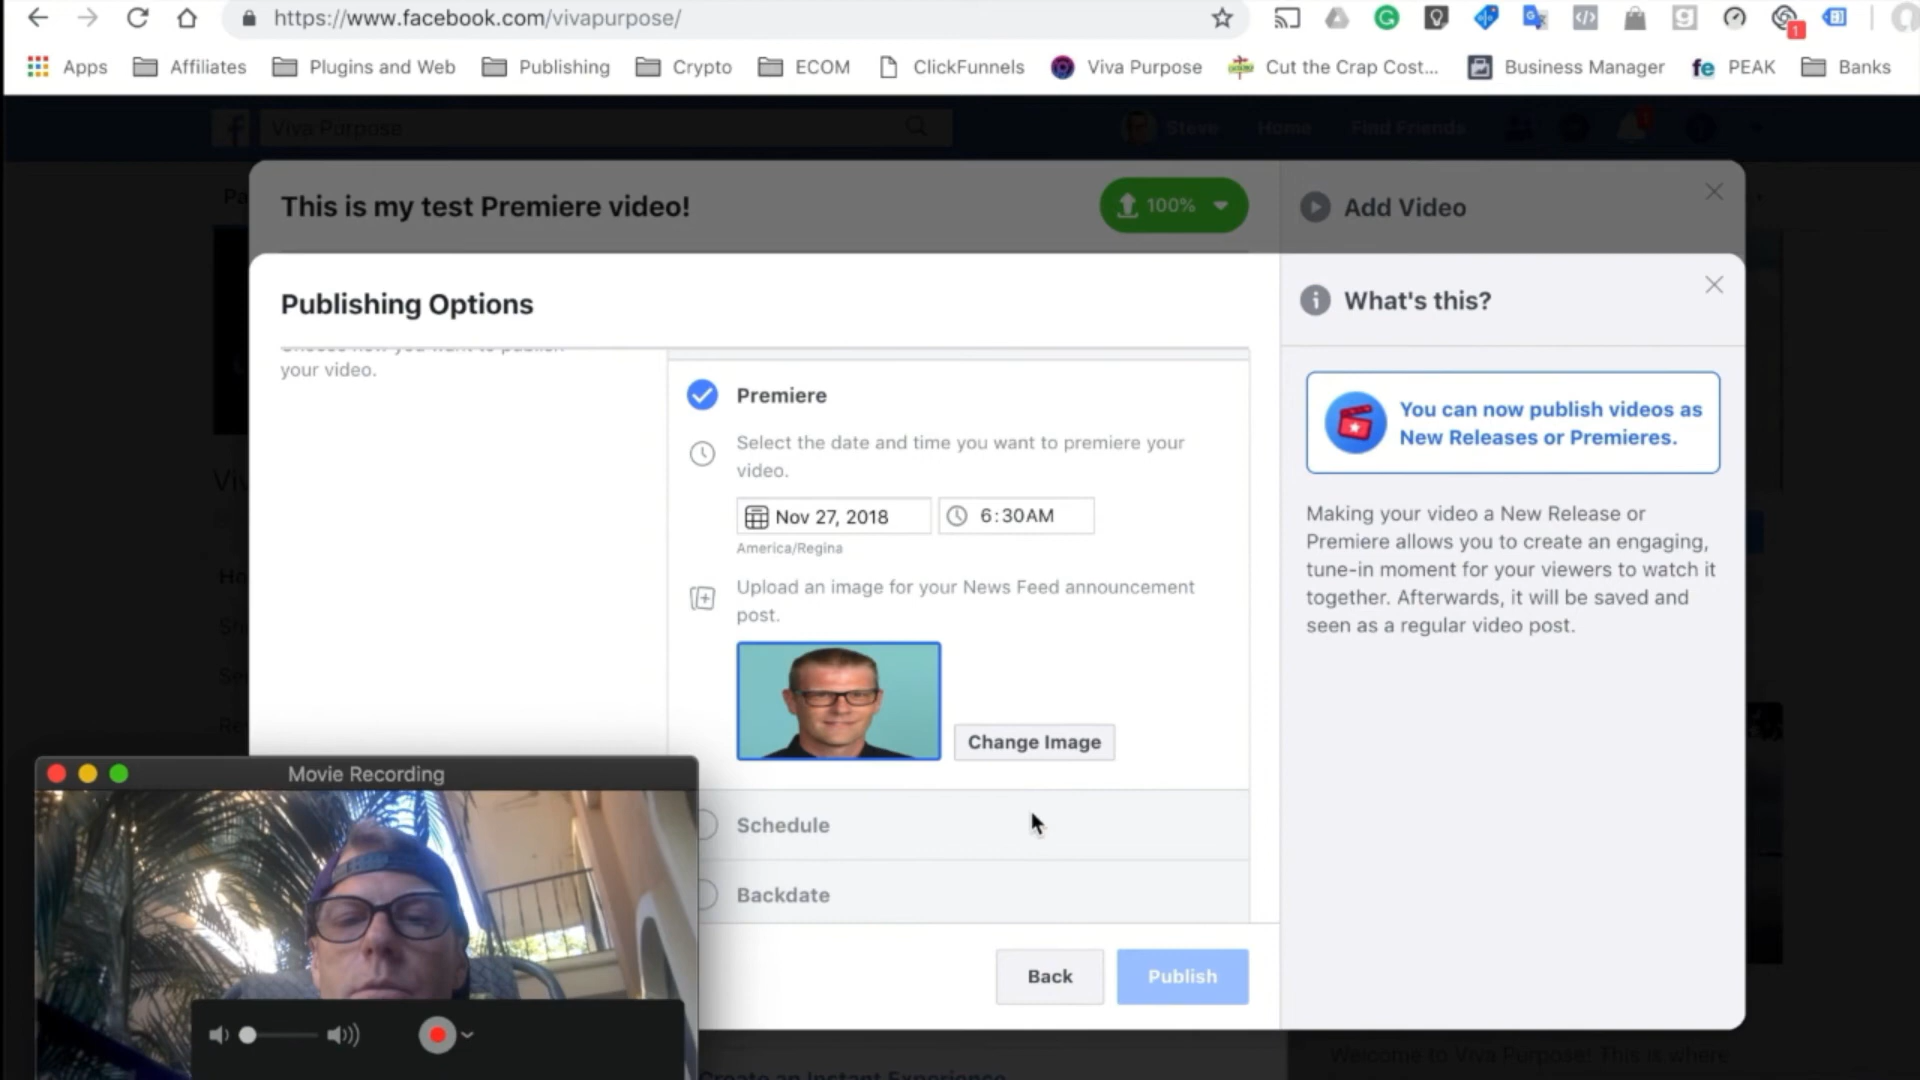 https://www.facebook.com/vivapurpose/
1
Apps Affiliates Plugins and Web Publishing Crypto ECOM ClickFunnels Viva Purpose Cut the Crap Cost... Business Manager fe PEAK Banks
Viva Purpose Steve Home Find Friends
This is my test Premiere video! 100% Add Video
Publishing Options What's this?
Choose how you want to publish
your video.
Premiere
Select the date and time you want to premiere your
video.
Nov 27, 2018 6:30AM
America/Regina
Upload an image for your News Feed announcement
post.
Change Image
Schedule
Backdate
Back Publish
You can now publish videos as
New Releases or Premieres.
Making your video a New Release or
Premiere allows you to create an engaging,
tune-in moment for your viewers to watch it
together. Afterwards, it will be saved and
seen as a regular video post.
Movie Recording
Welcome to Viva Purpose! This is where
Create an Instant Experience